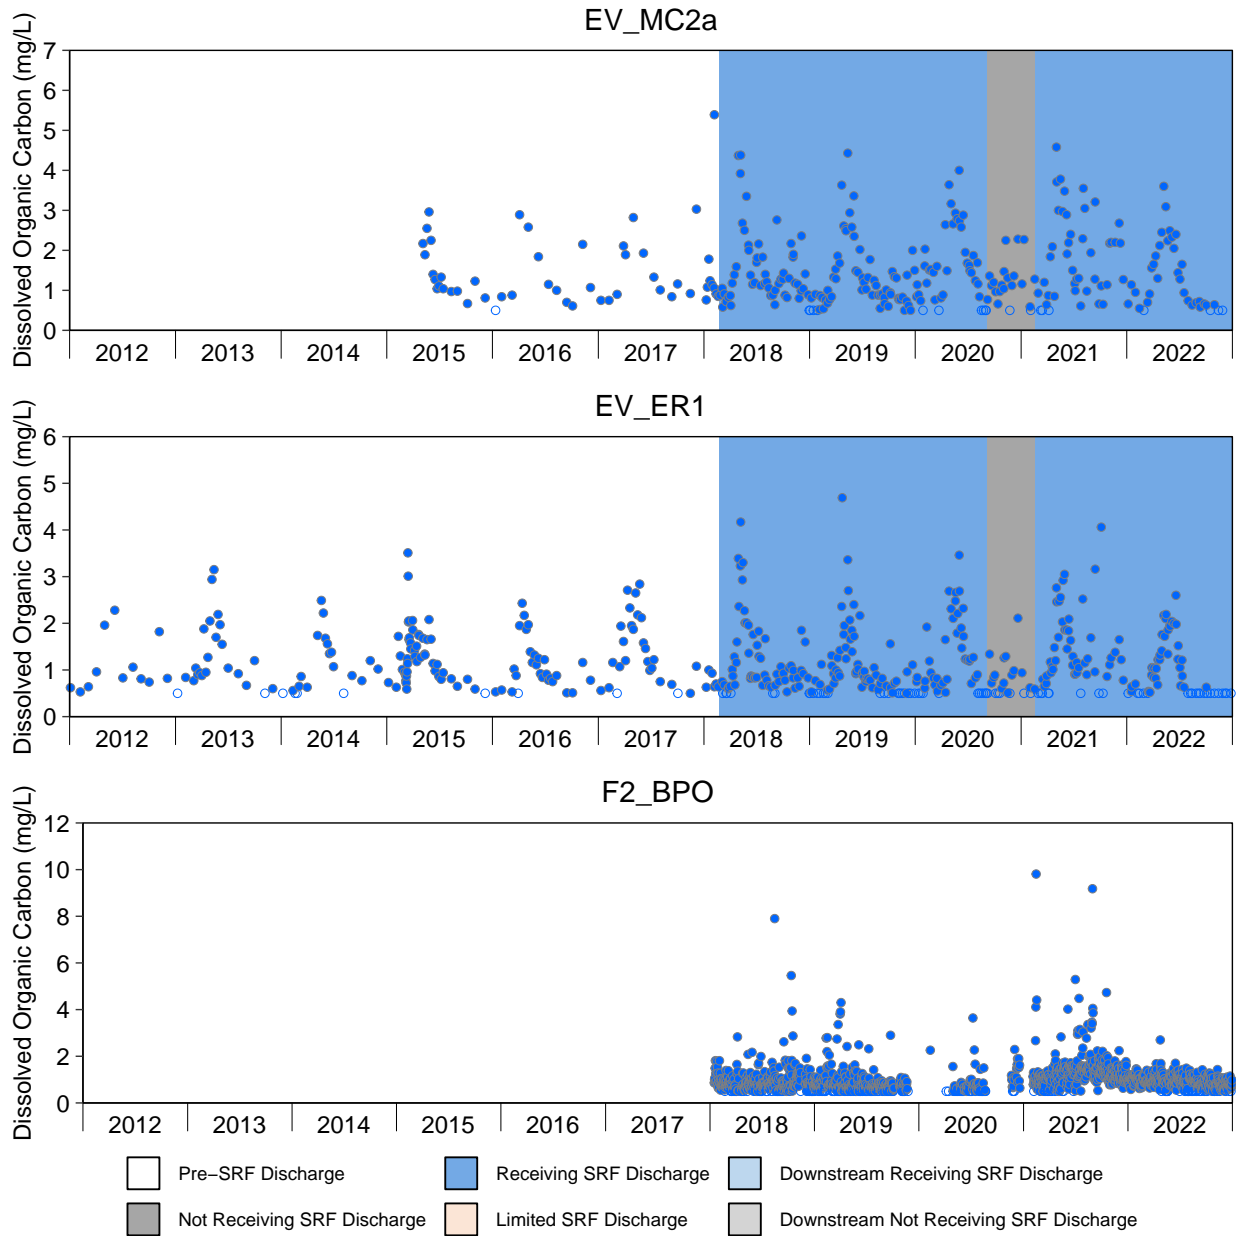 EV_MC2a
Dissolved Organic Carbon (mg/L)
7
6
5
4
3
2
1
0
2012 2013 2014 2015 2016 2017 2018 2019 2020 2021 2022
EV_ER1
Dissolved Organic Carbon (mg/L)
6
5
4
3
2
1
0
2012 2013 2014 2015 2016 2017 2018 2019 2020 2021 2022
F2_BPO
Dissolved Organic Carbon (mg/L)
12
10
8
6
4
2
0
2012 2013 2014 2015 2016 2017 2018 2019 2020 2021 2022
Pre−SRF Discharge Receiving SRF Discharge Downstream Receiving SRF Discharge
Not Receiving SRF Discharge Limited SRF Discharge Downstream Not Receiving SRF Discharge